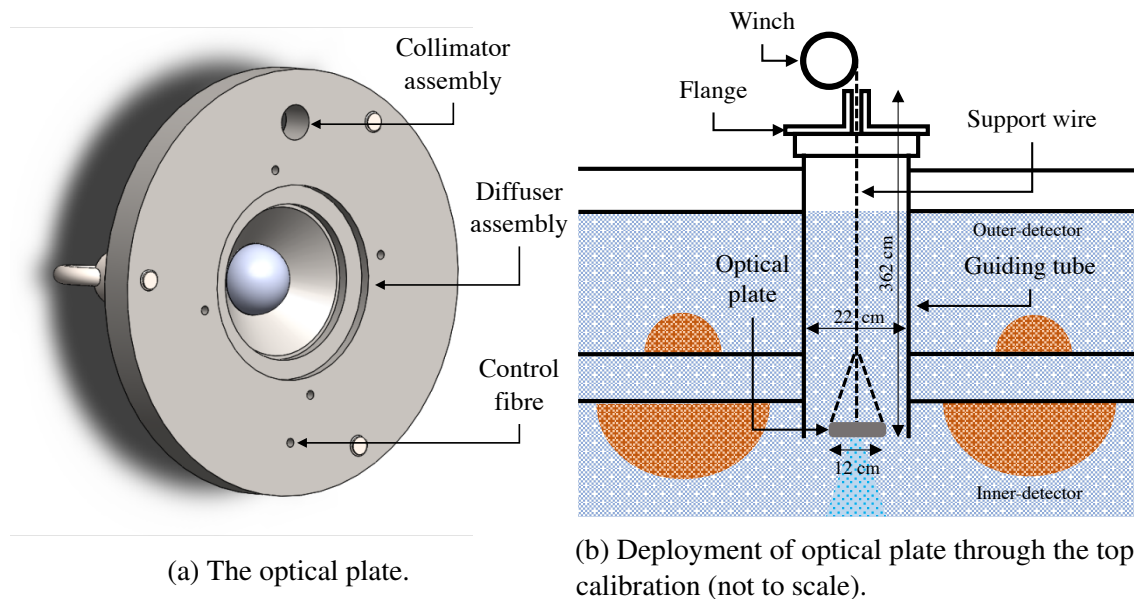 Collimator
assembly
Diffuser
assembly
Control
fibre
(a) The optical plate.
Winch
Flange
Support wire
Outer-detector
Optical
plate
Guiding tube
362 cm
22 cm
12 cm
Inner-detector
(b) Deployment of optical plate through the top
calibration (not to scale).